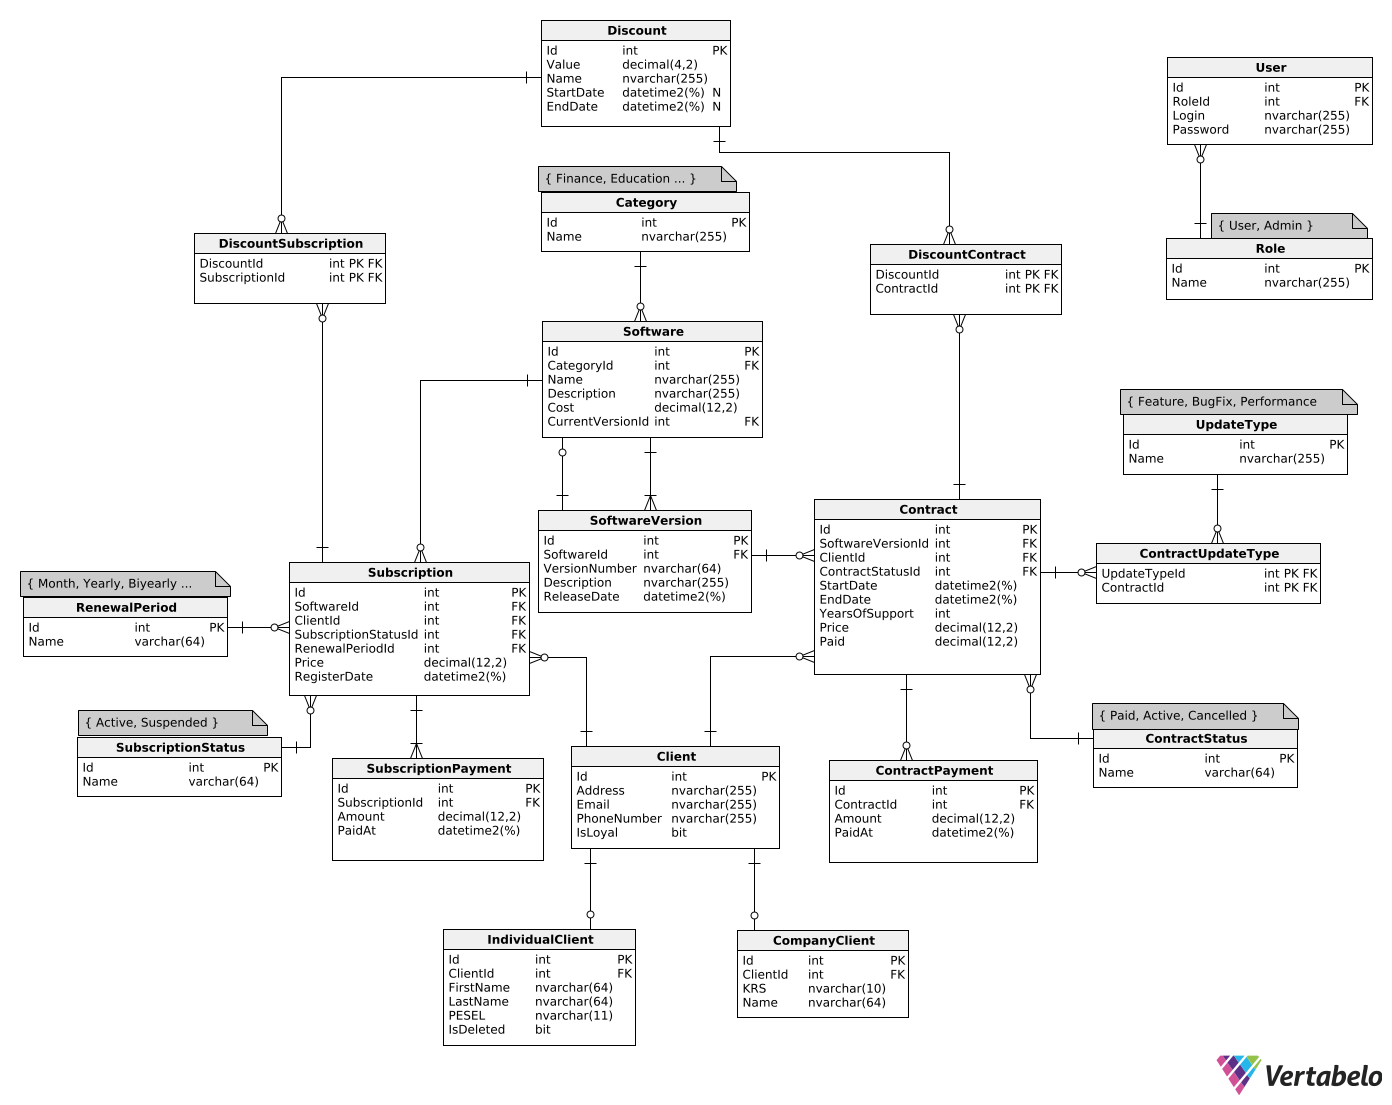 Discount
Id int PK
Value decimal(4,2)
Name nvarchar(255)
StartDate datetime2(%) N
EndDate datetime2(%) N
User
Id int PK
RoleId int FK
Login nvarchar(255)
Password nvarchar(255)
{ Finance, Education ... }
Category
Id int PK
Name nvarchar(255)
{ User, Admin }
Role
Id int PK
Name nvarchar(255)
DiscountSubscription
DiscountId int PK FK
SubscriptionId int PK FK
DiscountContract
DiscountId int PK FK
ContractId int PK FK
Software
Id int PK
CategoryId int FK
Name nvarchar(255)
Description nvarchar(255)
Cost decimal(12,2)
CurrentVersionId int FK
{ Feature, BugFix, Performance
UpdateType
Id int PK
Name nvarchar(255)
SoftwareVersion
Id int PK
SoftwareId int FK
VersionNumber nvarchar(64)
Description nvarchar(255)
ReleaseDate datetime2(%)
Contract
Id int PK
SoftwareVersionId int FK
ClientId int FK
ContractStatusId int FK
StartDate datetime2(%)
EndDate datetime2(%)
YearsOfSupport int
Price decimal(12,2)
Paid decimal(12,2)
ContractUpdateType
UpdateTypeId int PK FK
ContractId int PK FK
{ Month, Yearly, Biyearly ...
RenewalPeriod
Id int PK
Name varchar(64)
Subscription
Id int PK
SoftwareId int FK
ClientId int FK
SubscriptionStatusId int FK
RenewalPeriodId int FK
Price decimal(12,2)
RegisterDate datetime2(%)
{ Active, Suspended }
SubscriptionStatus
Id int PK
Name varchar(64)
SubscriptionPayment
Id int PK
SubscriptionId int FK
Amount decimal(12,2)
PaidAt datetime2(%)
Client
Id int PK
Address nvarchar(255)
Email nvarchar(255)
PhoneNumber nvarchar(255)
IsLoyal bit
ContractPayment
Id int PK
ContractId int FK
Amount decimal(12,2)
PaidAt datetime2(%)
{ Paid, Active, Cancelled }
ContractStatus
Id int PK
Name varchar(64)
IndividualClient
Id int PK
ClientId int FK
FirstName nvarchar(64)
LastName nvarchar(64)
PESEL nvarchar(11)
IsDeleted bit
CompanyClient
Id int PK
ClientId int FK
KRS nvarchar(10)
Name nvarchar(64)
Vertabelo